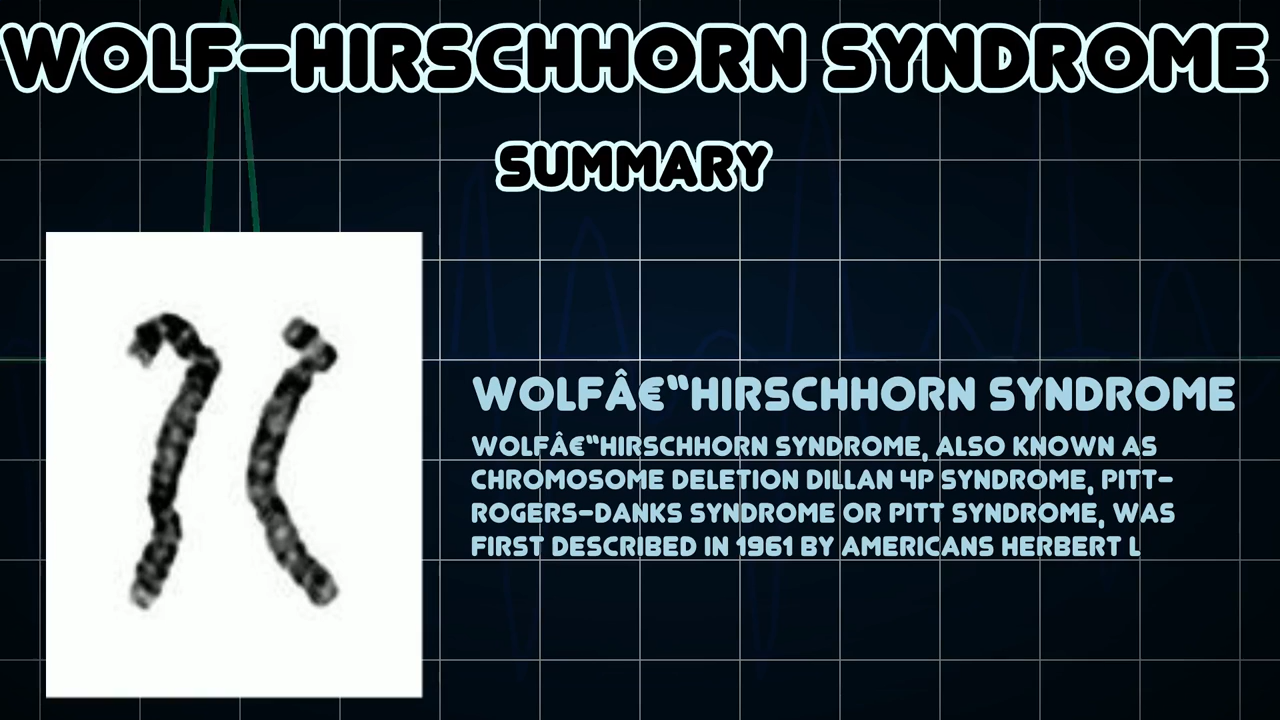 WOLF-HIRSCHHORN SYNDROME
SUMMARY
WOLFÂ€“HIRSCHHORN SYNDROME
WOLFÂ€“HIRSCHHORN SYNDROME, ALSO KNOWN AS
CHROMOSOME DELETION DILLAN 4P SYNDROME, PITT-
ROGERS-DANKS SYNDROME OR PITT SYNDROME, WAS
FIRST DESCRIBED IN 1961 BY AMERICANS HERBERT L